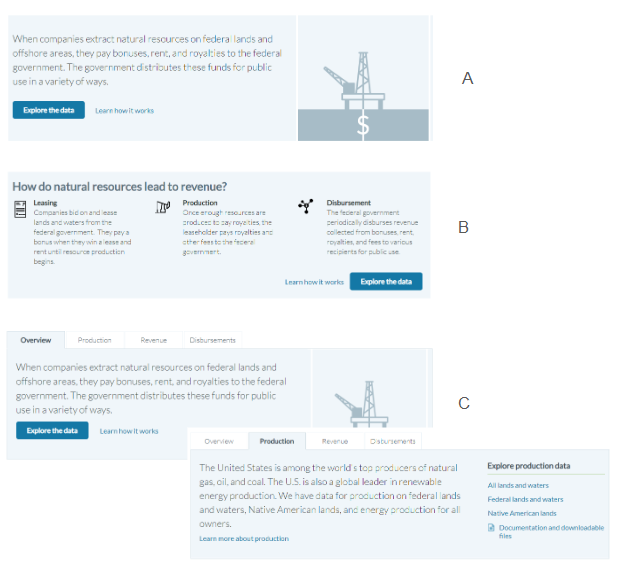 When companies extract natural resources on federal lands and
offshore areas, they pay bonuses, rent, and royalties to the federal
government. The government distributes these funds for public
use in a variety of ways.
Explore the data
Learn how it works
$
A
How do natural resources lead to revenue?
Leasing
Companies bid on and lease
lands and waters from the
federal government. They pay a
bonus when they win a lease and
rent until resource production
begins.
Production
Once enough resources are
produced to pay royalties, the
leaseholder pays royalties and
other fees to the federal
government.
Disbursement
The federal government
periodically disburses revenue
collected from bonuses, rent,
royalties, and fees to various
recipients for public use.
Learn how it works
Explore the data
B
Overview
Production
Revenue
Disbursements
When companies extract natural resources on federal lands and
offshore areas, they pay bonuses, rent, and royalties to the federal
government. The government distributes these funds for public
use in a variety of ways.
Explore the data
Learn how it works
C
Overview
Production
Revenue
Disbursements
The United States is among the world's top producers of natural
gas, oil, and coal. The U.S. is also a global leader in renewable
energy production. We have data for production on federal lands
and waters, Native American lands, and energy production for all
owners.
Learn more about production
Explore production data
All lands and waters
Federal lands and waters
Native American lands
Documentation and downloadable
files